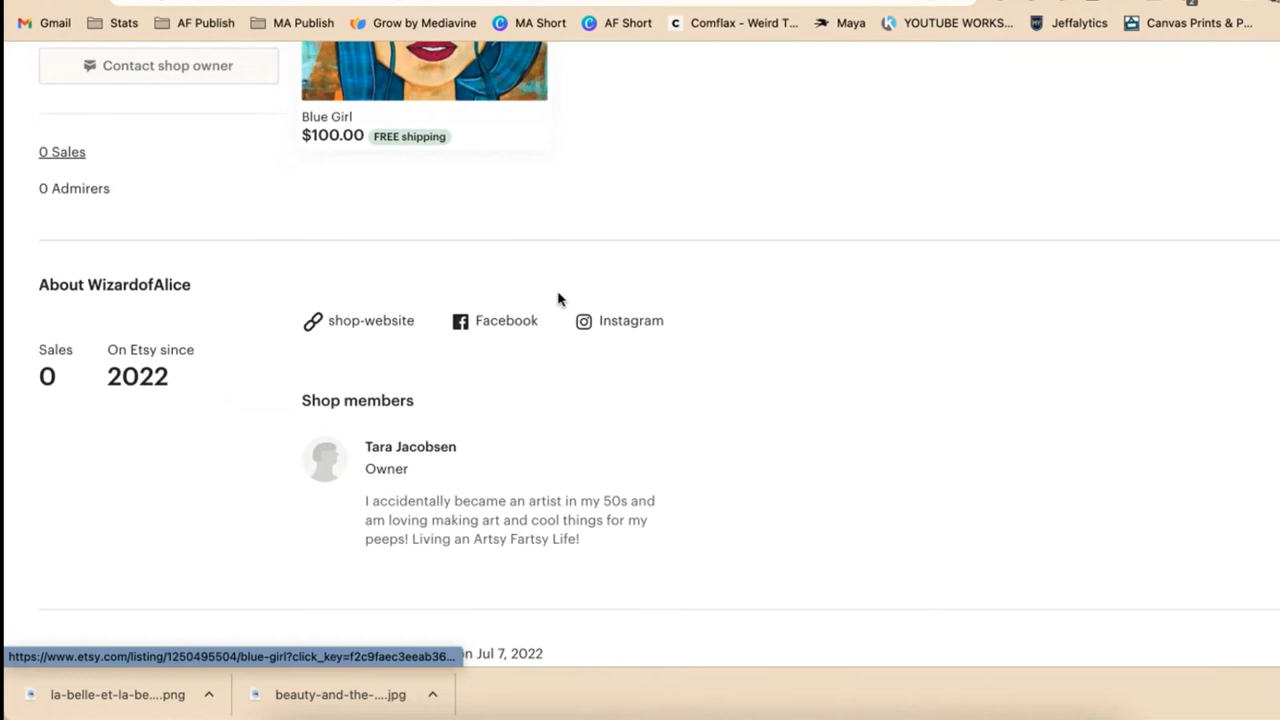 Gmail Stats AF Publish MA Publish Grow by Mediavine MA Short AF Short Comflax - Weird T... Maya YOUTUBE WORKS... Jeffalytics Canvas Prints & P...
Contact shop owner
Blue Girl
$100.00 FREE shipping
0 Sales
0 Admirers
About WizardofAlice
shop-website Facebook Instagram
Sales On Etsy since
0 2022
Shop members
Tara Jacobsen
Owner
I accidentally became an artist in my 50s and
am loving making art and cool things for my
peeps! Living an Artsy Fartsy Life!
https://www.etsy.com/listing/1250495504/blue-girl?click_key=f2c9faec3eeab36... on Jul 7, 2022
la-belle-et-la-be....png beauty-and-the-....jpg